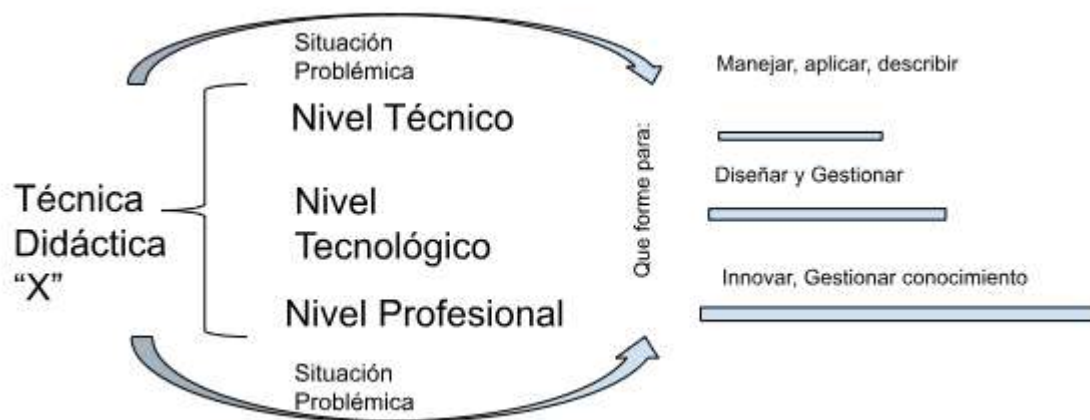 Situación
Problémica
Nivel Técnico
Técnica
Didáctica
“X”
Nivel
Tecnológico
Nivel Profesional
Situación
Problémica
Que forme para:
Manejar, aplicar, describir
Diseñar y Gestionar
Innovar, Gestionar conocimiento